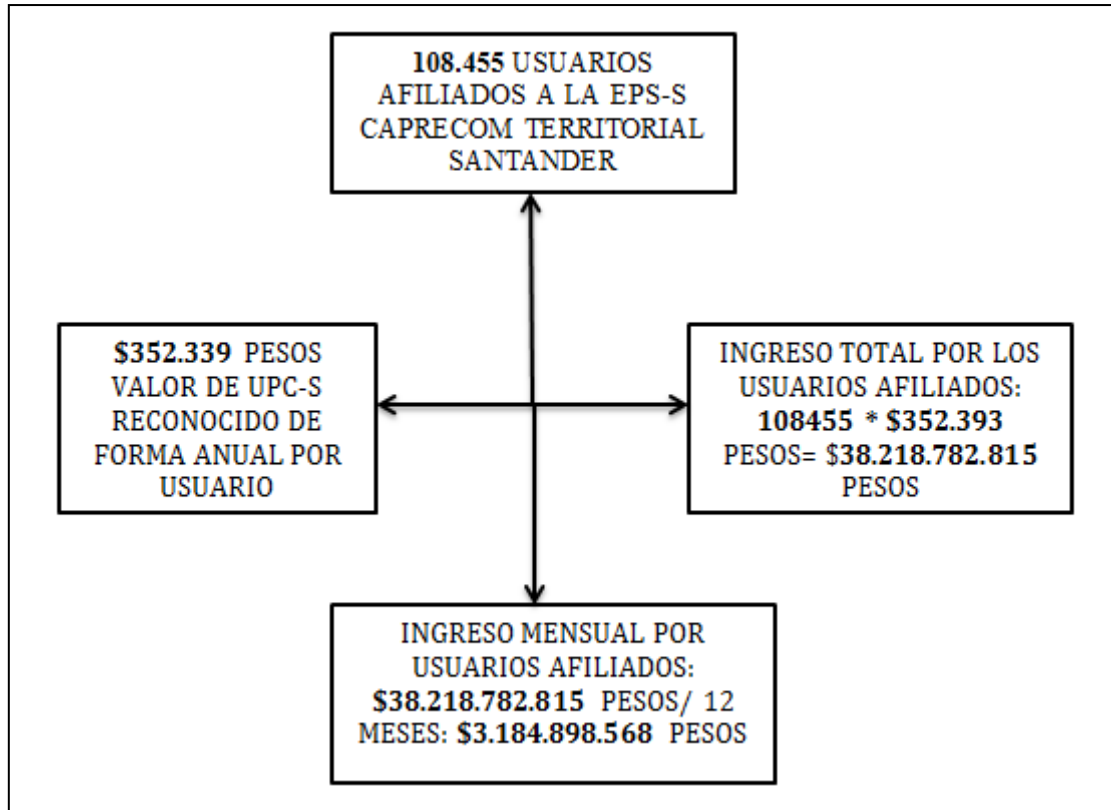 108.455 USUARIOS
AFILIADOS A LA EPS-S
CAPRECOM TERRITORIAL
SANTANDER
$352.339 PESOS
VALOR DE UPC-S
RECONOCIDO DE
FORMA ANUAL POR
USUARIO
INGRESO TOTAL POR LOS
USUARIOS AFILIADOS:
108455 * $352.393
PESOS= $38.218.782.815
PESOS
INGRESO MENSUAL POR
USUARIOS AFILIADOS:
$38.218.782.815 PESOS/ 12
MESES: $3.184.898.568 PESOS